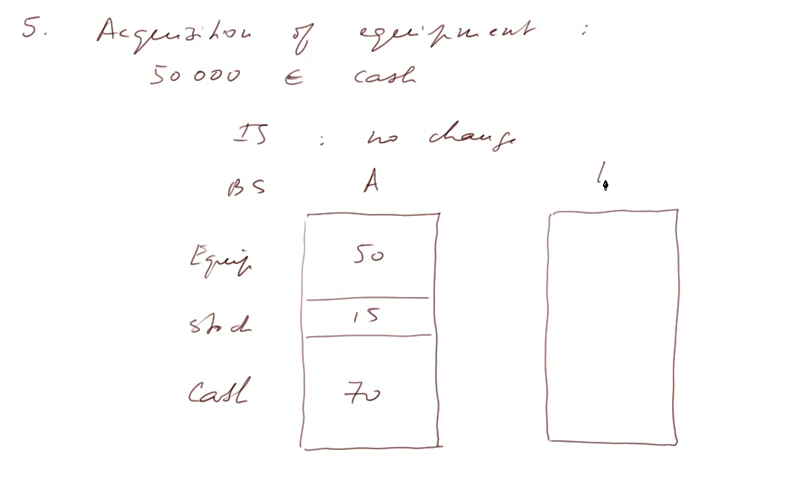 5. Acquisition of equipment :
50 000 € cash
IS : no change
BS A L
Equip 50
stock 15
Cash 70